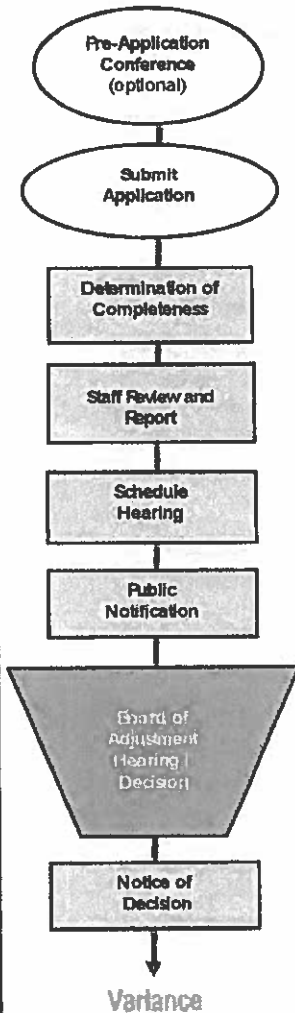 Pre-Application
Conference
(optional)
Submit
Application
Determination of
Completeness
Staff Review and
Report
Schedule
Hearing
Public
Notification
Board of
Adjustment
Hearing /
Decision
Notice of
Decision
Variance